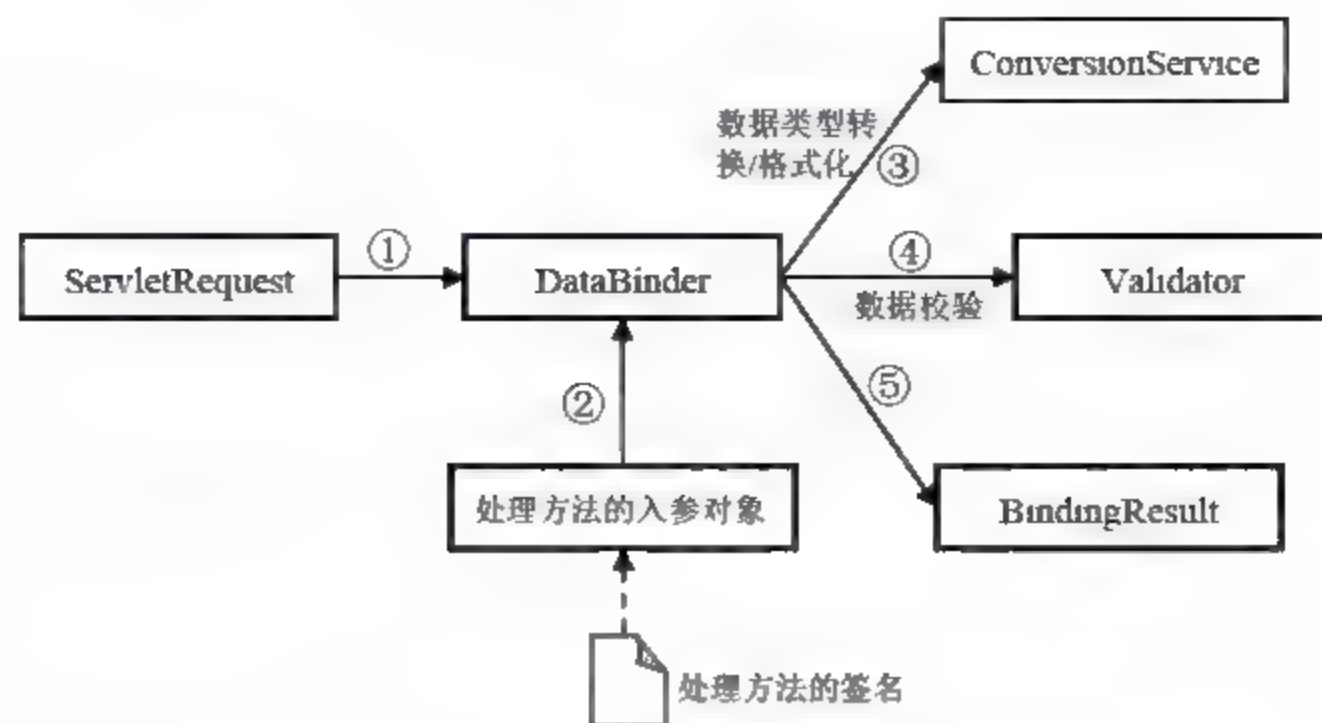 ConversionService
数据类型转
换/格式化
③
①
④
ServletRequest
DataBinder
Validator
数据校验
②
⑤
处理方法的入参对象
BindingResult
处理方法的签名